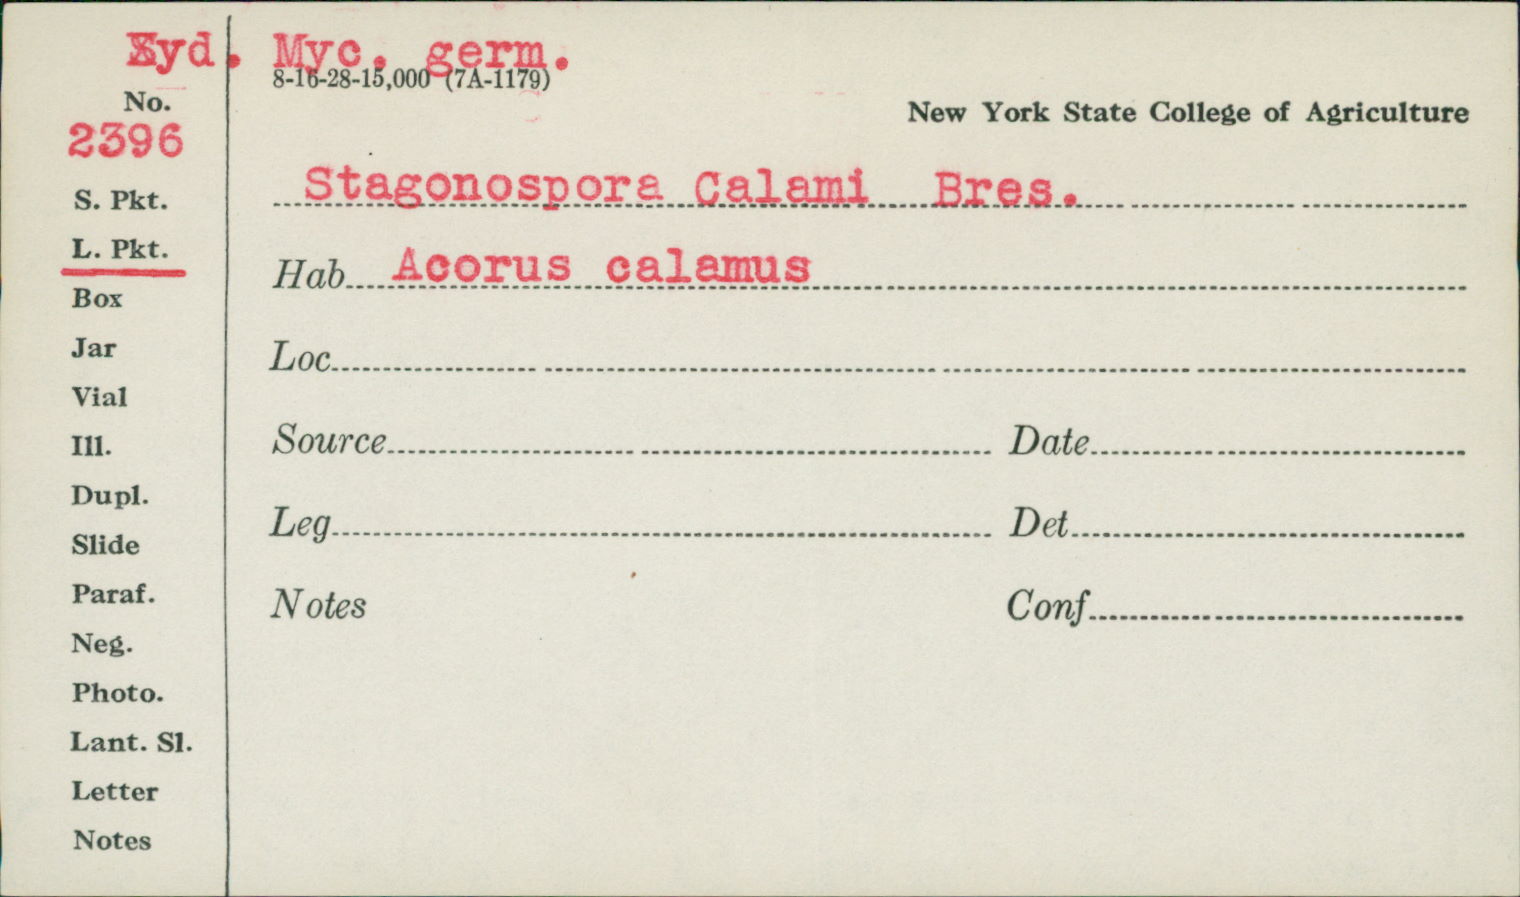 Syd. Myc. germ.
8-16-28-15,000 (7A-1179)
No.
2396
New York State College of Agriculture
S. Pkt.
Stagonospora Calami Bres.
L. Pkt.
Hab Acorus calamus
Box
Jar
Loc
Vial
Ill.
Source Date
Dupl.
Slide
Leg Det
Paraf.
Notes Conf
Neg.
Photo.
Lant. Sl.
Letter
Notes